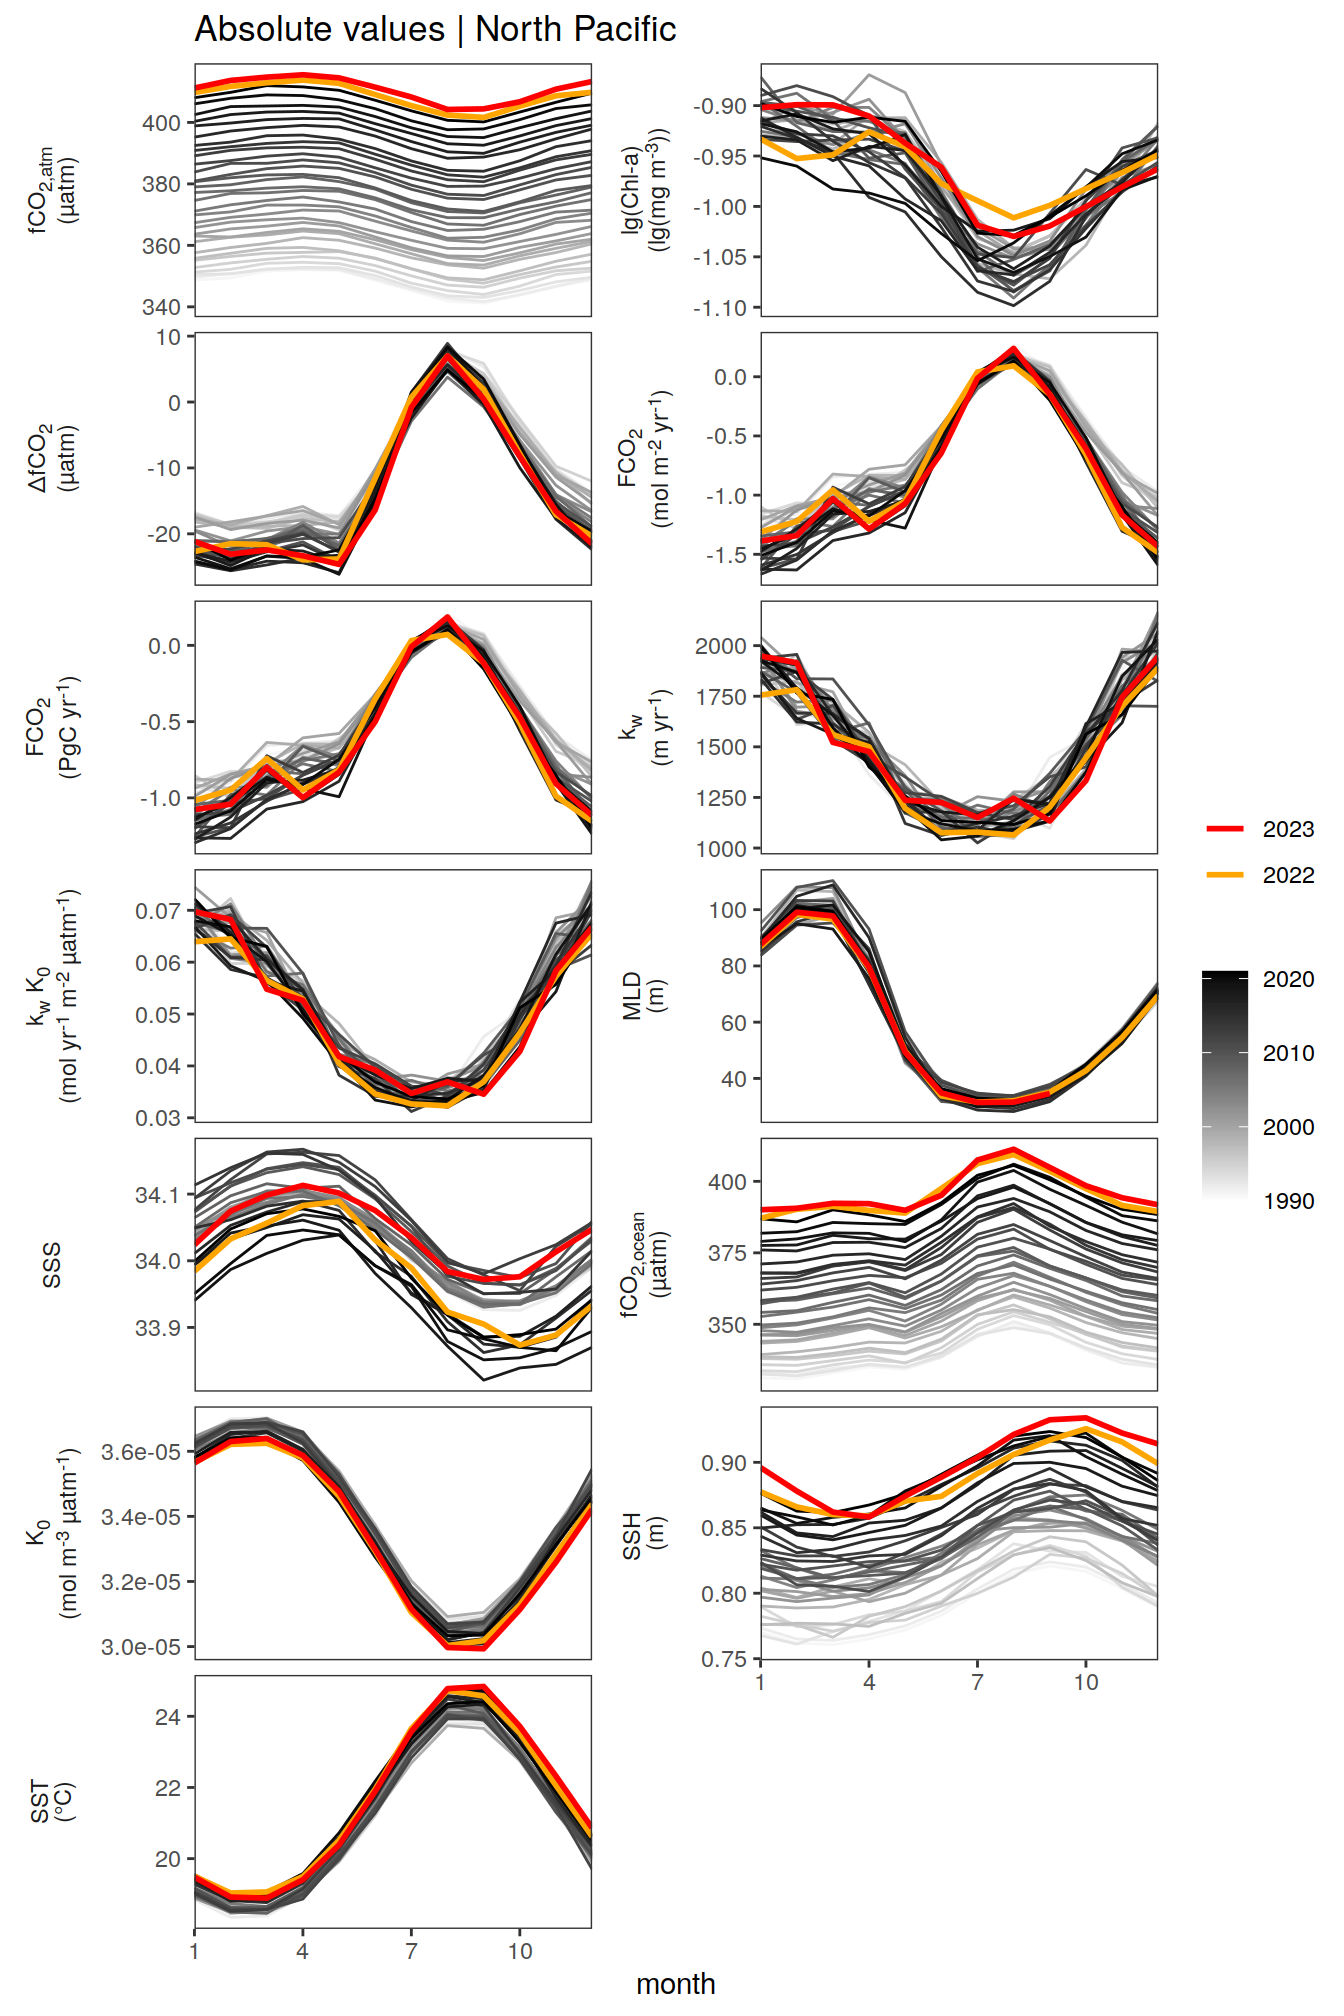 Absolute values | North Pacific
fCO2,atm
(µatm)
400
380
360
340
lg(Chl-a)
(lg(mg m-3))
-0.90
-0.95
-1.00
-1.05
-1.10
ΔfCO2
(µatm)
10
0
-10
-20
FCO2
(mol m-2 yr-1)
0.0
-0.5
-1.0
-1.5
FCO2
(PgC yr-1)
0.0
-0.5
-1.0
kw
(m yr-1)
2000
1750
1500
1250
1000
kw K0
(mol yr-1 m-2 µatm-1)
0.07
0.06
0.05
0.04
0.03
MLD
(m)
100
80
60
40
SSS
34.1
34.0
33.9
fCO2,ocean
(µatm)
400
375
350
K0
(mol m-3 µatm-1)
3.6e-05
3.4e-05
3.2e-05
3.0e-05
SSH
(m)
0.90
0.85
0.80
0.75
1 4 7 10
SST
(°C)
24
22
20
1 4 7 10
month
2023
2022
2020
2010
2000
1990